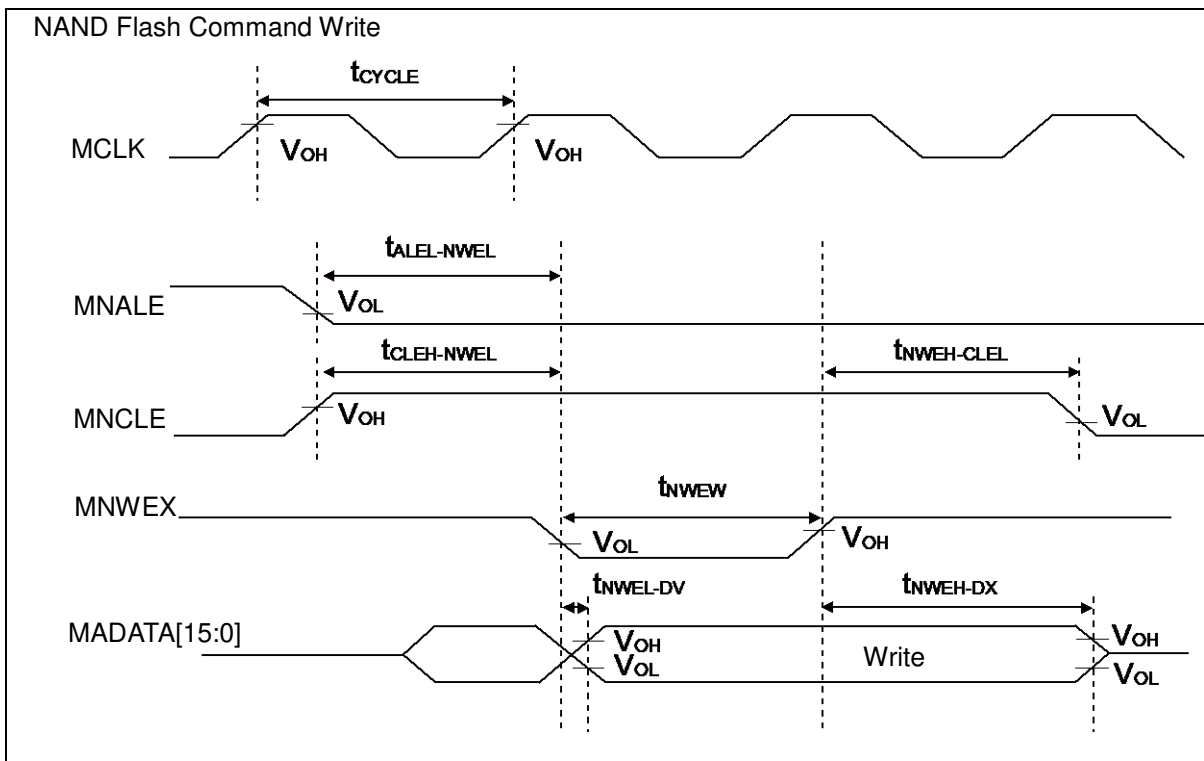 NAND Flash Command Write
tCYCLE
MCLK
VOH VOH
tALEL-NWEL
MNALE
VOL
tCLEH-NWEL tNWEH-CLEL
MNCLE
VOH VOL
tNWEW
MNWEX
VOL VOH
tNWEL-DV tNWEH-DX
MADATA[15:0]
VOH VOH
Write
VOL VOL